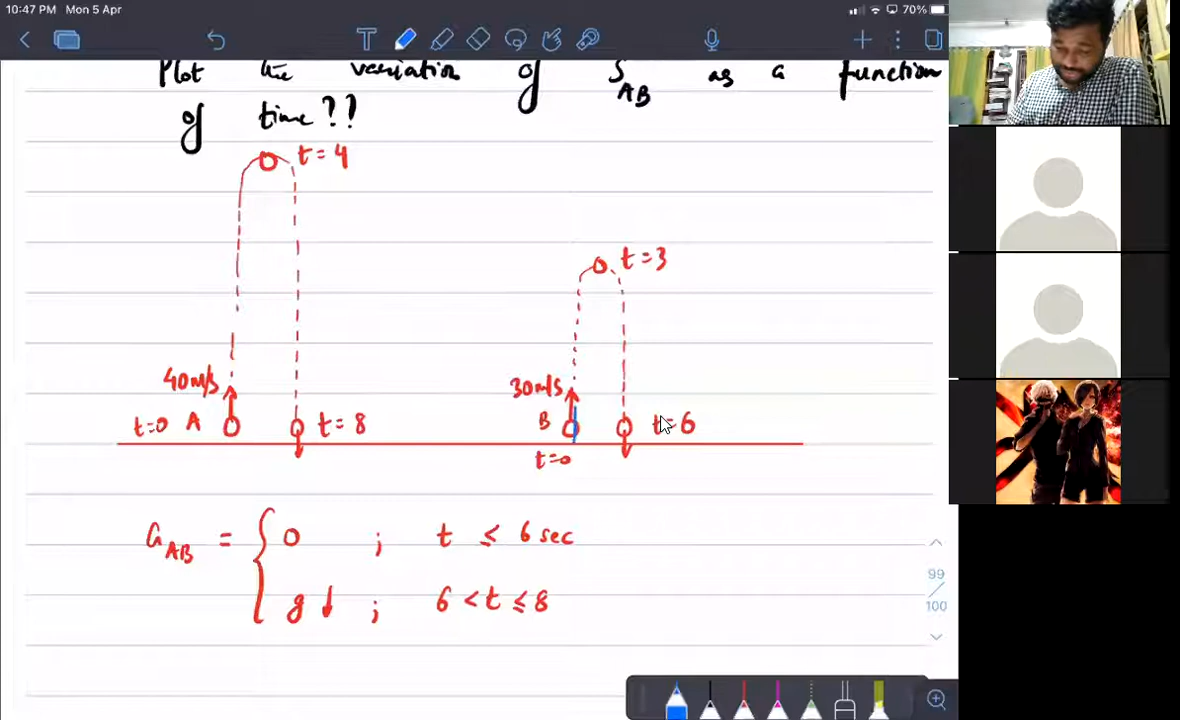 10:47 PM Mon 5 Apr
70%
Plot the variation of S_AB as a function
of time??
t=4
t=3
40m/s
30m/s
t=0 A
t=8
B
t=6
t=0
a_AB = { 0 ; t ≤ 6 sec
g ↓ ; 6 < t ≤ 8
99
/
100